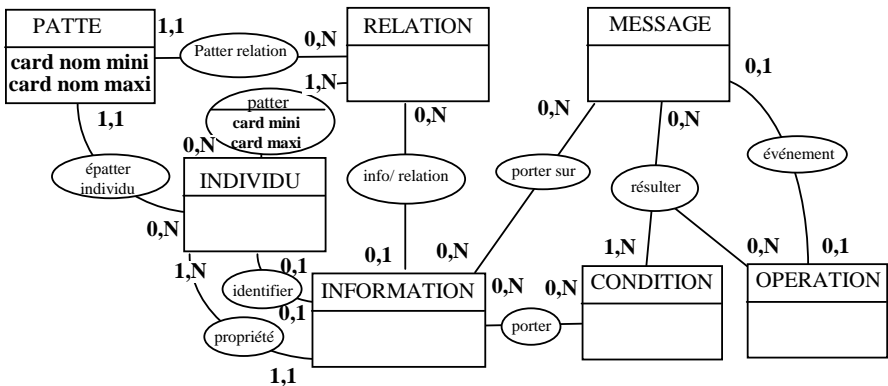 PATTE
card nom mini
card nom maxi
1,1
Patter relation
0,N
RELATION
MESSAGE
0,1
1,N
patter
card mini
card maxi
1,1
0,N
0,N
0,N
0,N
épatter
individu
INDIVIDU
info/ relation
porter sur
résulter
événement
0,N
1,N
0,1
identifier
0,1
0,1
0,N
1,N
0,N
0,1
INFORMATION
0,N
porter
0,N
CONDITION
OPERATION
propriété
1,1